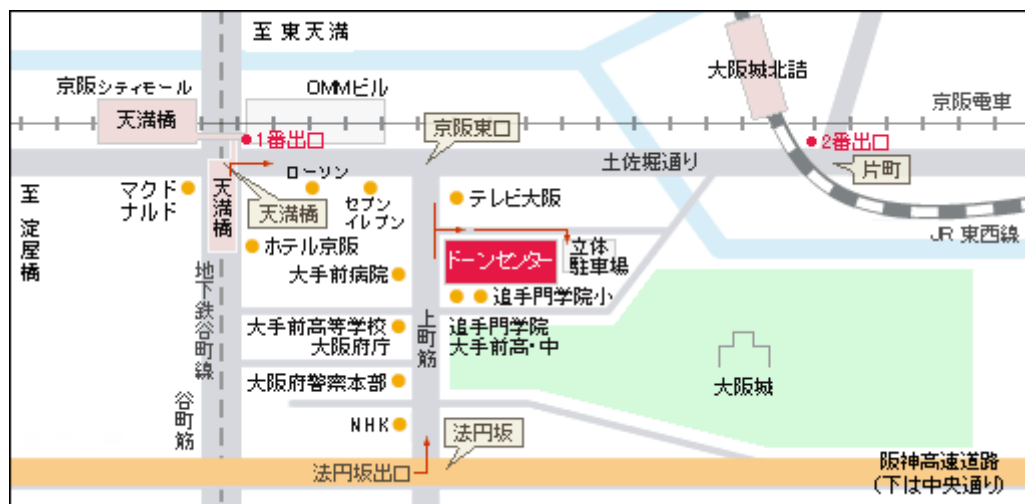 至 東天満
京阪シティモール
OMMビル
大阪城北詰
京阪電車
天満橋
1番出口
京阪東口
2番出口
土佐堀通り
片町
至 淀屋橋
マクド
ナルド
天満橋
天満橋
ローソン
セブン
イレブン
テレビ大阪
JR 東西線
ホテル京阪
ドーンセンター
立体
駐車場
大手前病院
追手門学院小
地下鉄谷町線
大手前高等学校
大阪府庁
上町筋
追手門学院
大手前高・中
大阪府警察本部
大阪城
谷町筋
NHK
法円坂
法円坂出口
阪神高速道路
(下は中央通り)